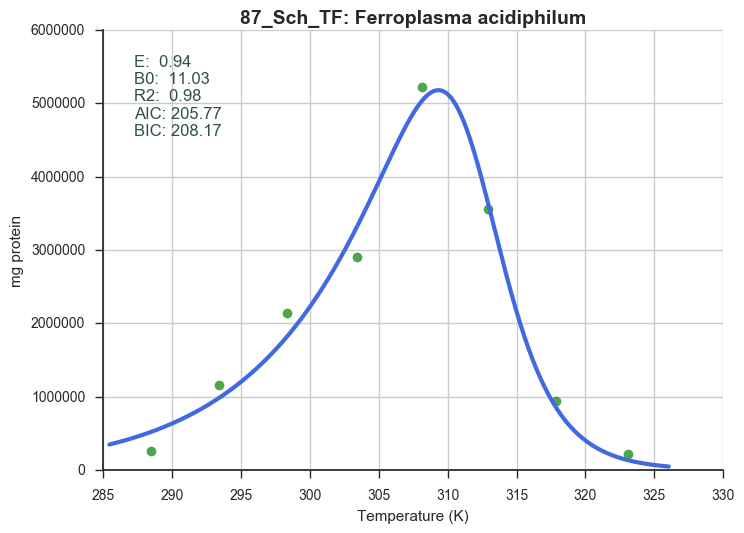 87_Sch_TF: Ferroplasma acidiphilum
6000000
E:  0.94
B0:  11.03
R2:  0.98
AIC: 205.77
BIC: 208.17
5000000
4000000
mg protein
3000000
2000000
1000000
0
285 290 295 300 305 310 315 320 325 330
Temperature (K)